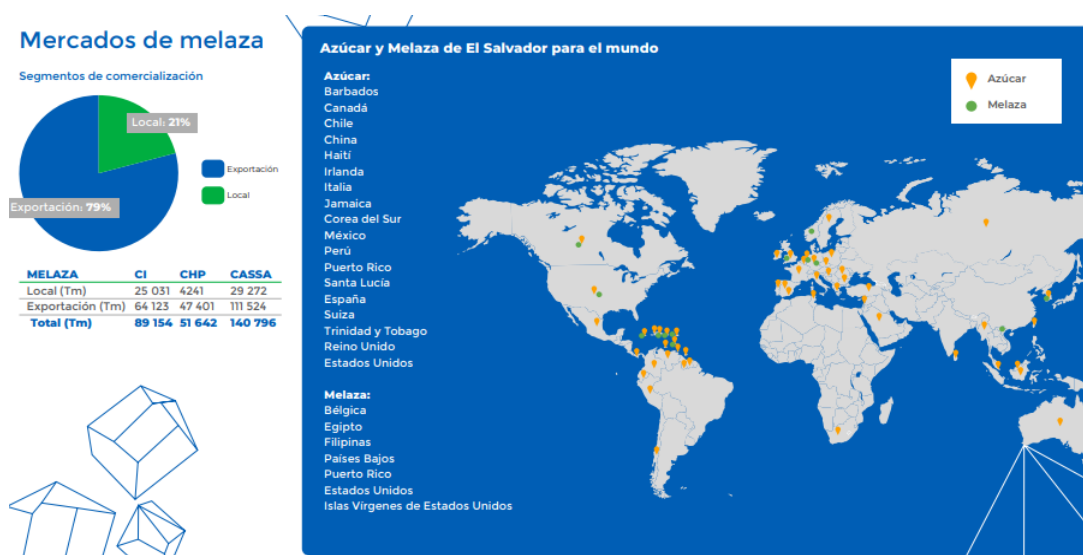 Mercados de melaza
Segmentos de comercialización
Local: 21%
Exportación: 79%
Exportación
Local
MELAZA CI CHP CASSA
Local (Tm) 25 031 4241 29 272
Exportación (Tm) 64 123 47 401 111 524
Total (Tm) 89 154 51 642 140 796
Azúcar y Melaza de El Salvador para el mundo
Azúcar:
Barbados
Canadá
Chile
China
Haití
Irlanda
Italia
Jamaica
Corea del Sur
México
Perú
Puerto Rico
Santa Lucía
España
Suiza
Trinidad y Tobago
Reino Unido
Estados Unidos
Melaza:
Bélgica
Egipto
Filipinas
Países Bajos
Puerto Rico
Estados Unidos
Islas Vírgenes de Estados Unidos
Azúcar
Melaza